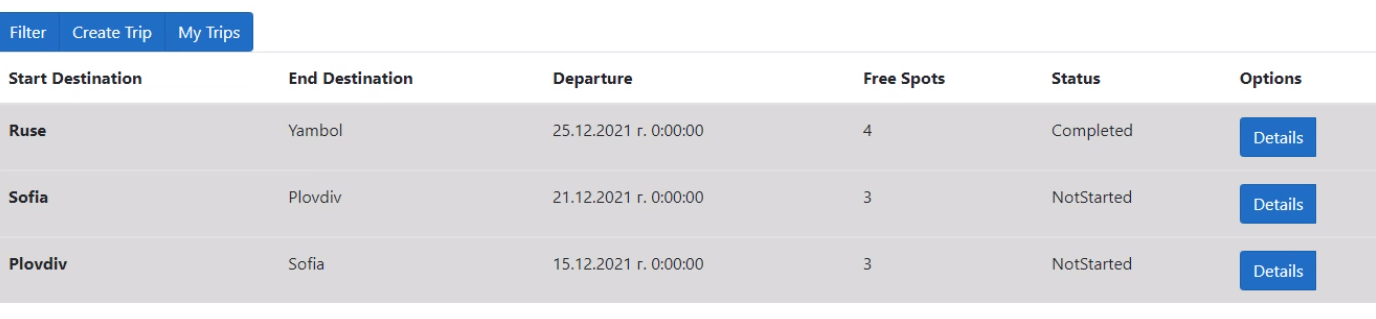 Filter Create Trip My Trips
Start Destination End Destination Departure Free Spots Status Options
Ruse Yambol 25.12.2021 г. 0:00:00 4 Completed Details
Sofia Plovdiv 21.12.2021 г. 0:00:00 3 NotStarted Details
Plovdiv Sofia 15.12.2021 г. 0:00:00 3 NotStarted Details